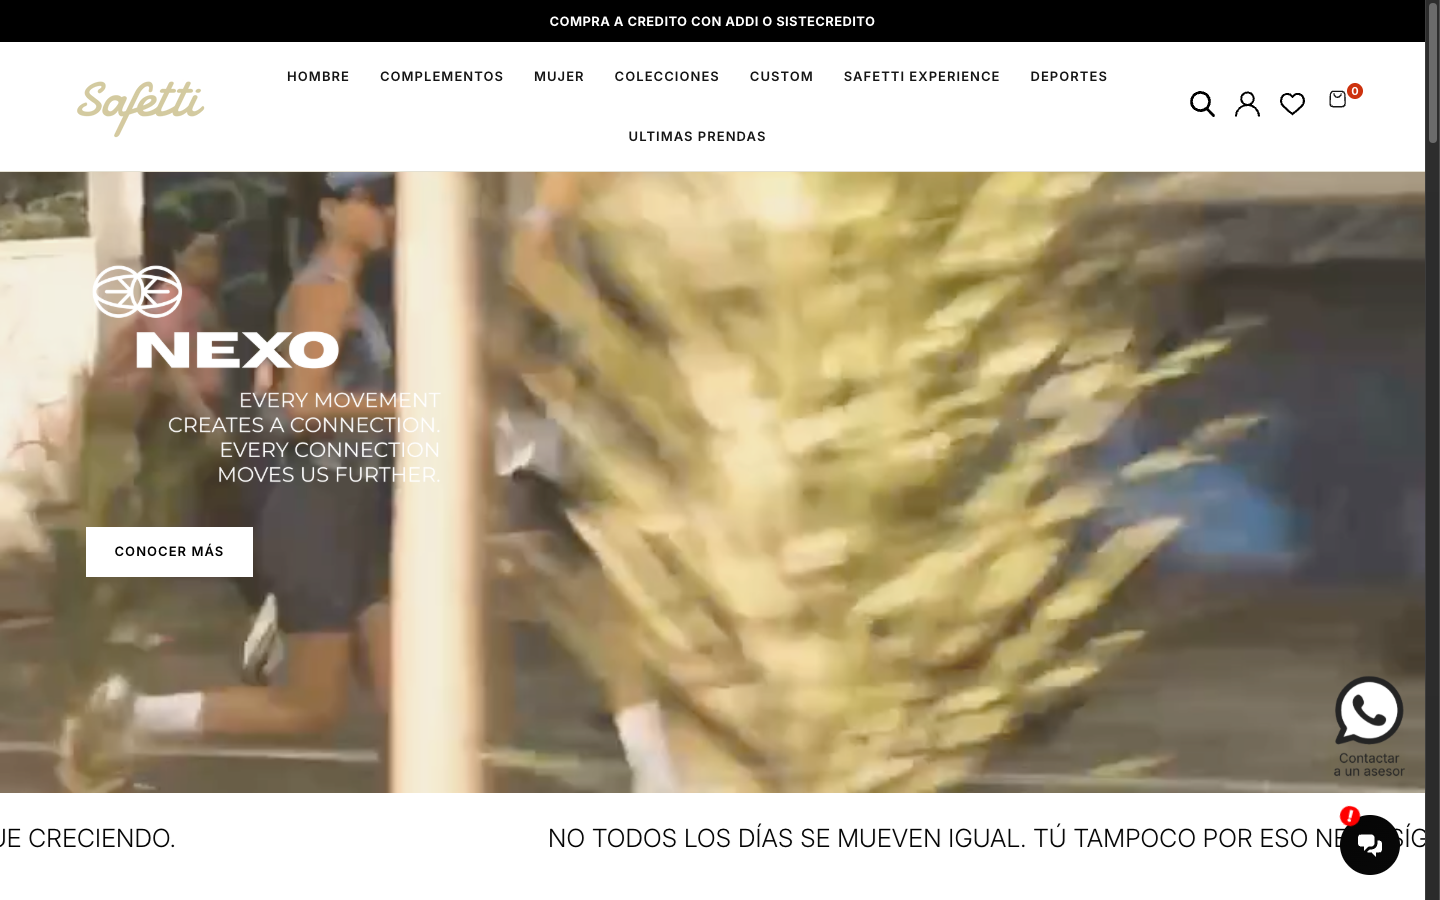 COMPRA A CREDITO CON ADDI O SISTECREDITO
Safetti
HOMBRE COMPLEMENTOS MUJER COLECCIONES CUSTOM SAFETTI EXPERIENCE DEPORTES
ULTIMAS PRENDAS
0
NEXO
EVERY MOVEMENT
CREATES A CONNECTION.
EVERY CONNECTION
MOVES US FURTHER.
CONOCER MÁS
Contactar
a un asesor
UE CRECIENDO. NO TODOS LOS DÍAS SE MUEVEN IGUAL. TÚ TAMPOCO POR ESO
!